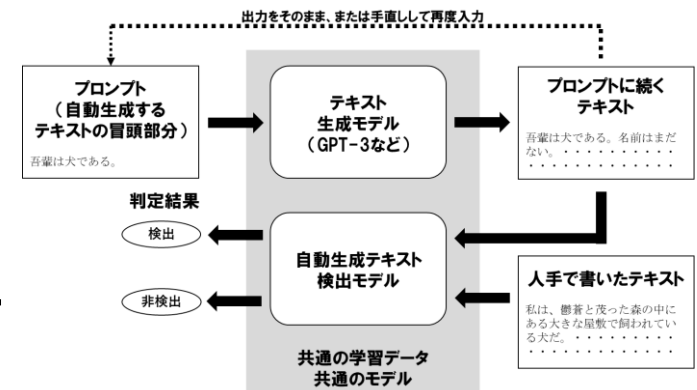 出力をそのまま、または手直しして再度入力
プロンプト
（自動生成する
テキストの冒頭部分）
吾輩は犬である。
テキスト
生成モデル
（GPT-3など）
プロンプトに続く
テキスト
吾輩は犬である。名前はまだ
ない。・・・・・・・・・・
・・・・・・・・・・・・・
判定結果
検出
非検出
自動生成テキスト
検出モデル
人手で書いたテキスト
私は、鬱蒼と茂った森の中に
ある大きな屋敷で飼われてい
る犬だ。・・・・・・・・・
・・・・・・・・・・・・・
共通の学習データ
共通のモデル